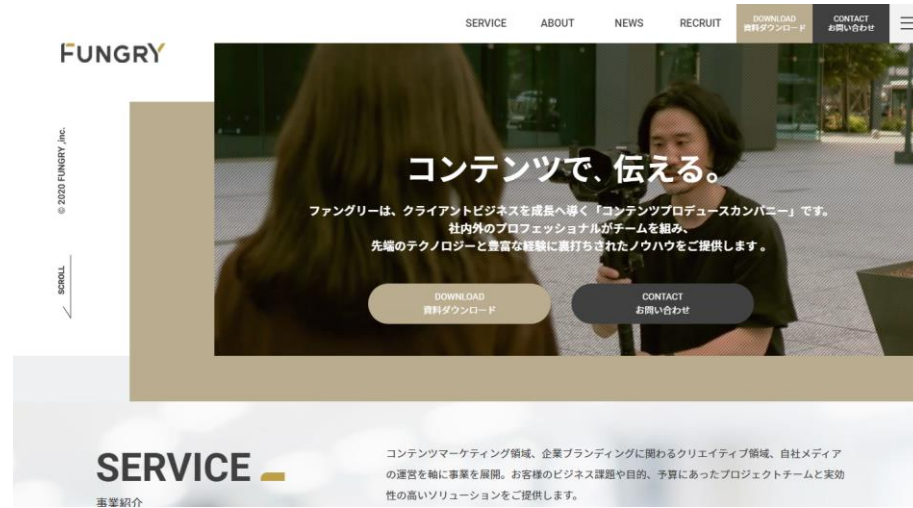 SERVICE ABOUT NEWS RECRUIT
DOWNLOAD
資料ダウンロード
CONTACT
お問い合わせ
FUNGRY
© 2020 FUNGRY ,inc.
SCROLL
コンテンツで、伝える。
ファングリーは、クライアントビジネスを成長へ導く「コンテンツプロデュースカンパニー」です。
社内外のプロフェッショナルがチームを組み、
先端のテクノロジーと豊富な経験に裏打ちされたノウハウをご提供します。
DOWNLOAD
資料ダウンロード
CONTACT
お問い合わせ
SERVICE
事業紹介
コンテンツマーケティング領域、企業ブランディングに関わるクリエイティブ領域、自社メディア
の運営を軸に事業を展開。お客様のビジネス課題や目的、予算にあったプロジェクトチームと実効
性の高いソリューションをご提供します。